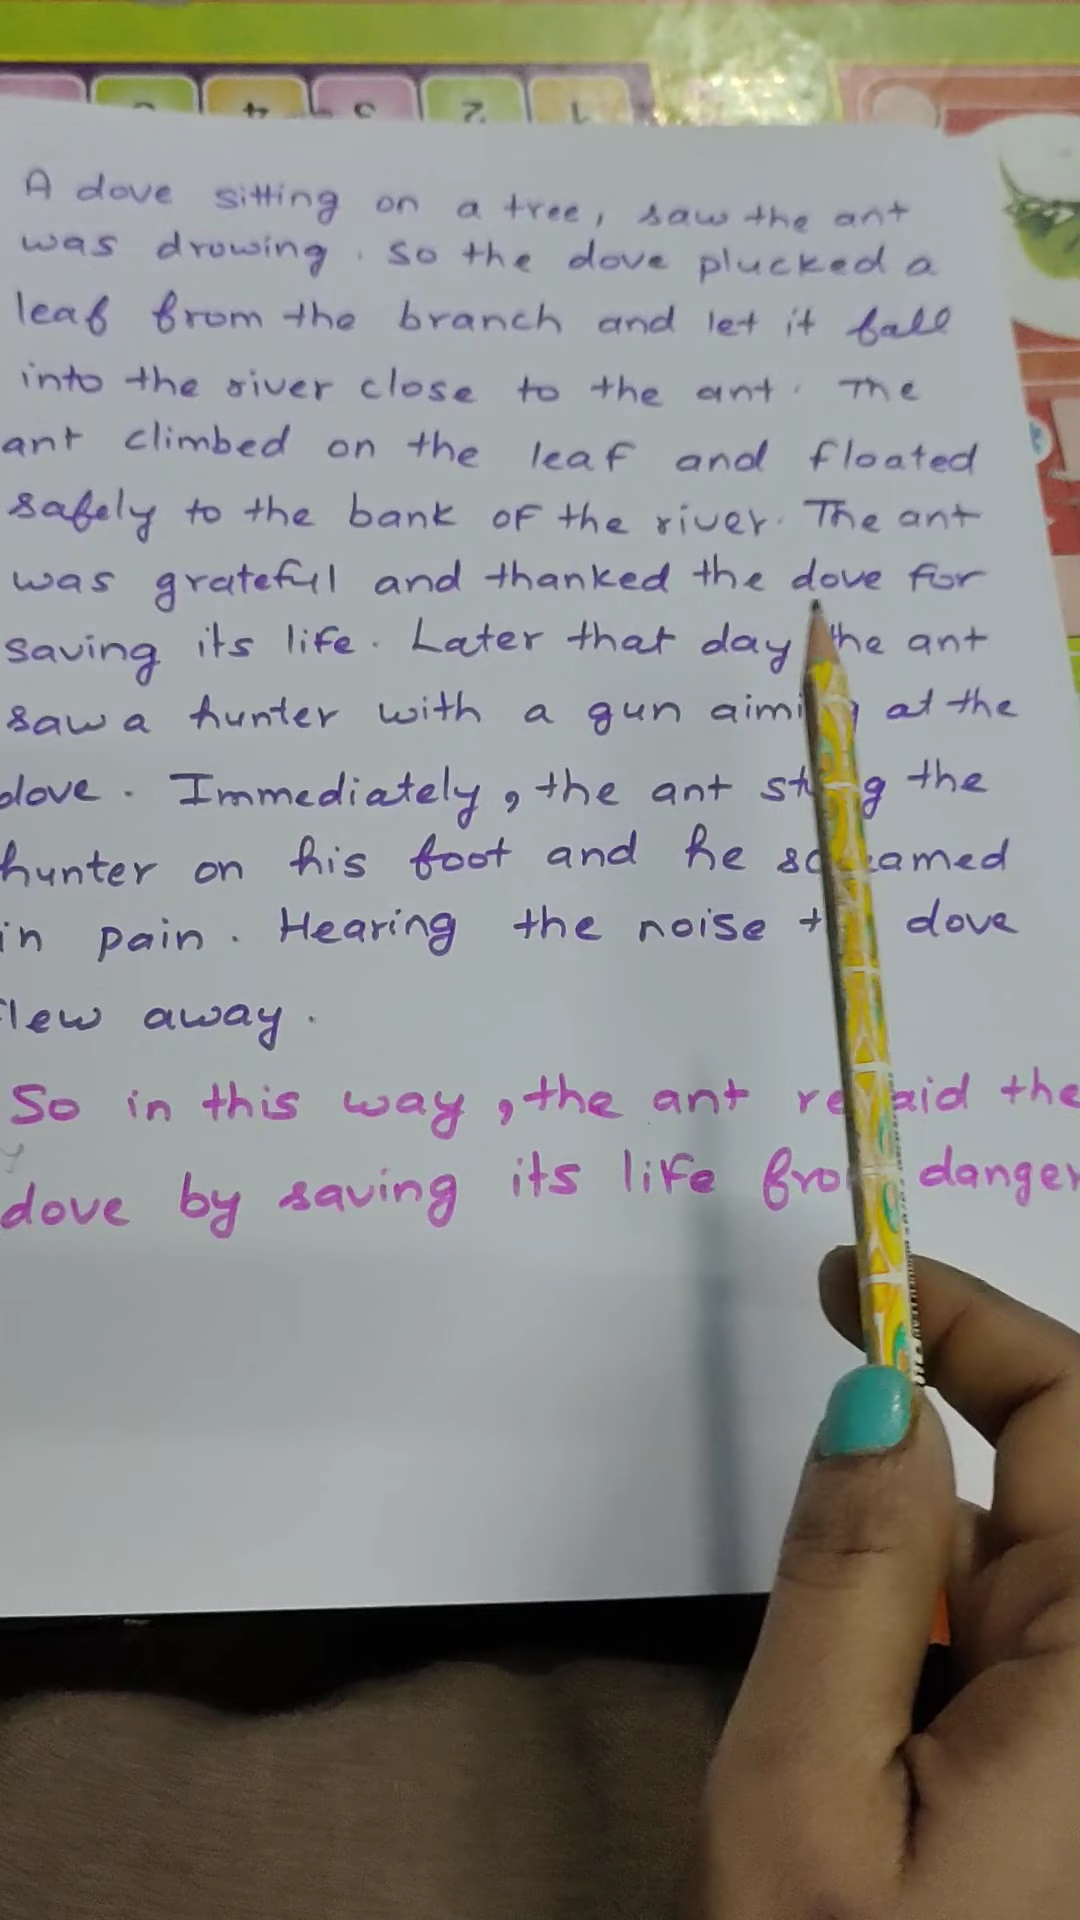 A dove sitting on a tree, saw the ant
was drowing. so the dove plucked a
leaf from the branch and let it fall
into the river close to the ant. The
ant climbed on the leaf and floated
safely to the bank of the river. The ant
was grateful and thanked the dove for
saving its life. Later that day the ant
saw a hunter with a gun at the
dove. Immediately, the ant the
hunter on his foot and he
in pain. Hearing the noise dove
flew away.
So in this way, the ant the
dove by saving its life danger